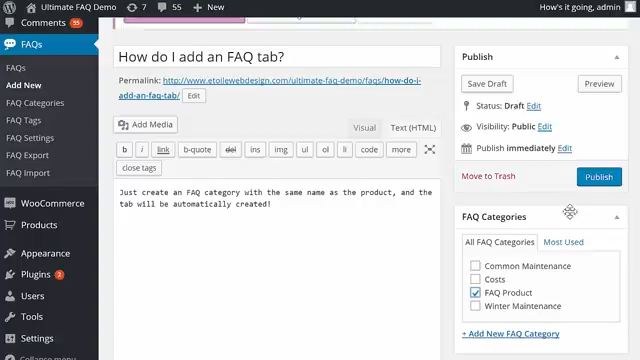 Ultimate FAQ Demo 7 55 + New How's it going, admin
Comments 55
FAQs
FAQs
Add New
FAQ Categories
FAQ Tags
FAQ Settings
FAQ Export
FAQ Import
WooCommerce
Products
Appearance
Plugins 2
Users
Tools
Settings
Collapse menu
How do I add an FAQ tab?
Permalink: http://www.etoilewebdesign.com/ultimate-faq-demo/faqs/how-do-i-
add-an-faq-tab/ Edit
Add Media
Visual Text (HTML)
b i link b-quote del ins img ul ol li code more
close tags
Just create an FAQ category with the same name as the product, and the
tab will be automatically created!
Publish
Save Draft Preview
Status: Draft Edit
Visibility: Public Edit
Publish immediately Edit
Move to Trash Publish
FAQ Categories
All FAQ Categories Most Used
Common Maintenance
Costs
FAQ Product
Winter Maintenance
+ Add New FAQ Category